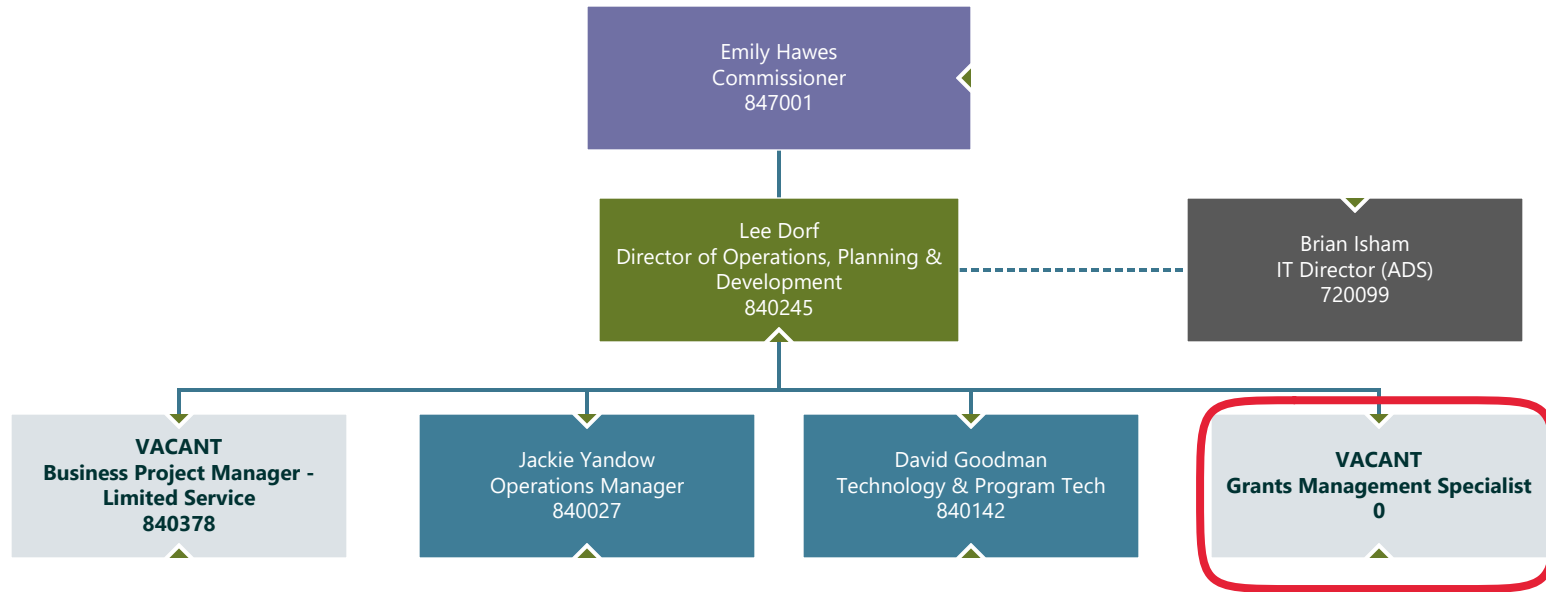 Emily Hawes
Commissioner
847001
Lee Dorf
Director of Operations, Planning &
Development
840245
Brian Isham
IT Director (ADS)
720099
VACANT
Business Project Manager -
Limited Service
840378
Jackie Yandow
Operations Manager
840027
David Goodman
Technology & Program Tech
840142
VACANT
Grants Management Specialist
0